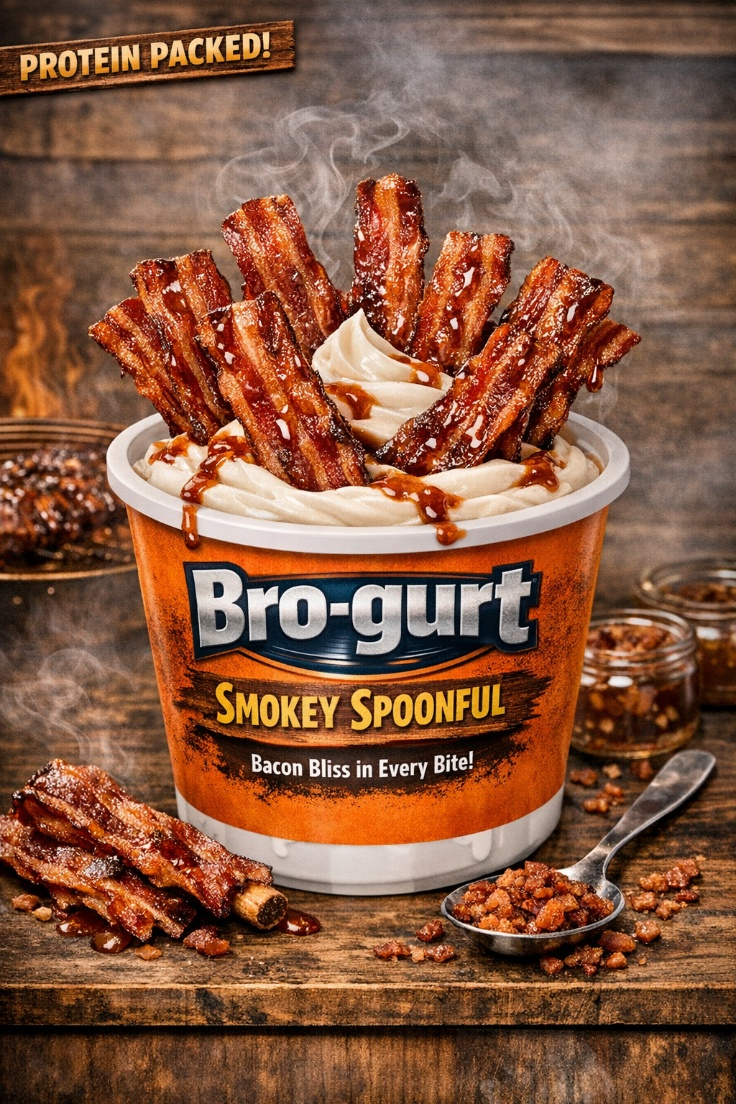 PROTEIN PACKED!
Bro-gurt
SMOKEY SPOONFUL
Bacon Bliss in Every Bite!